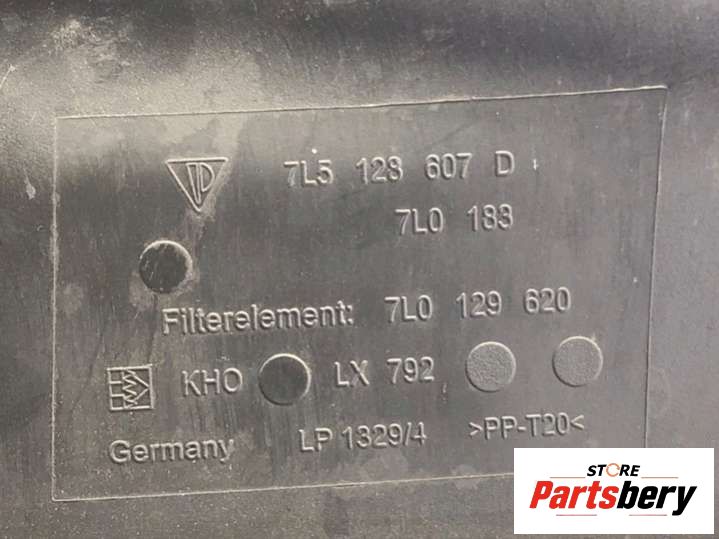 7L5 128 607 D
7L0 183
Filterelement: 7L0 129 620
KHO LX 792
Germany LP 1329/4 >PP-T20<
STORE
Partsbery